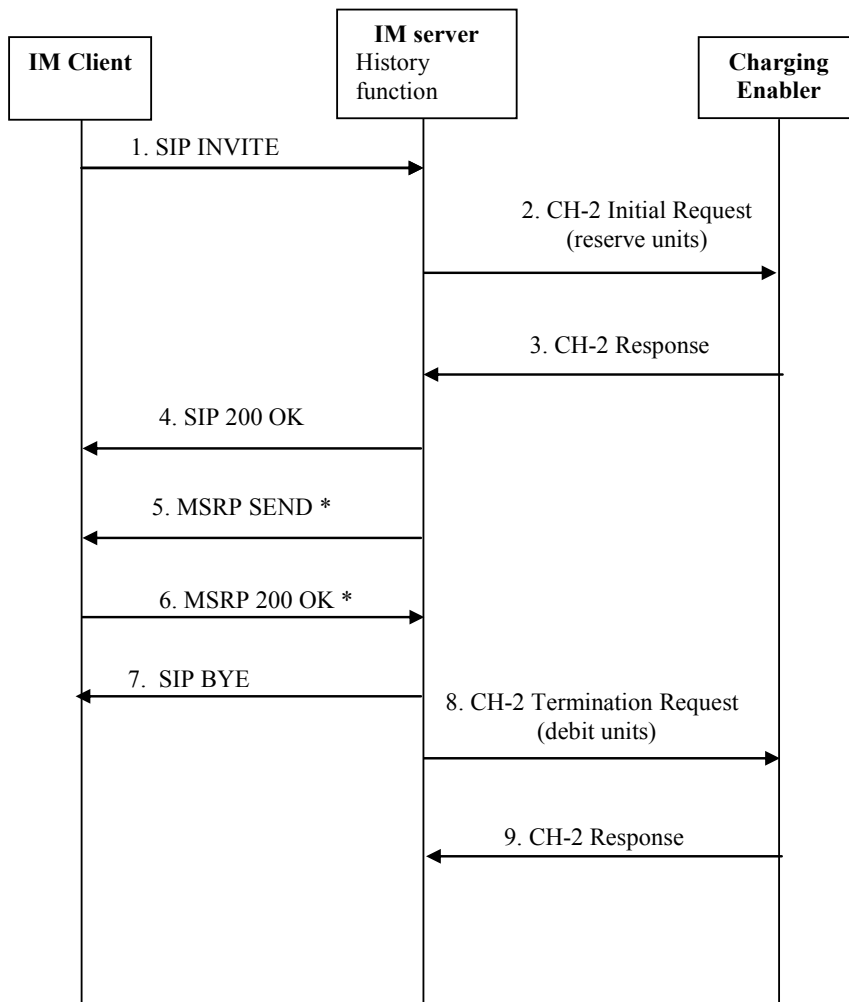 IM Client
IM server
History
function
Charging
Enabler
1. SIP INVITE
2. CH-2 Initial Request
(reserve units)
3. CH-2 Response
4. SIP 200 OK
5. MSRP SEND *
6. MSRP 200 OK *
7. SIP BYE
8. CH-2 Termination Request
(debit units)
9. CH-2 Response